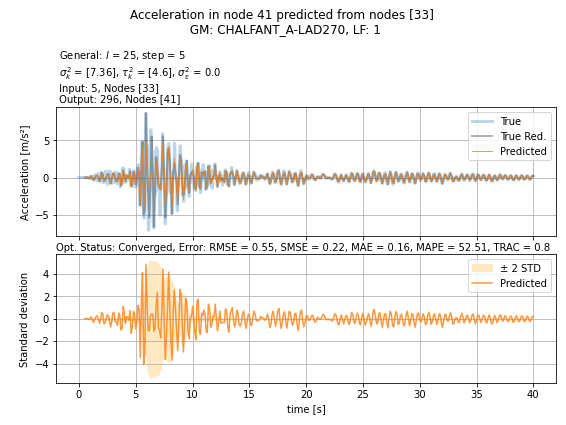 Acceleration in node 41 predicted from nodes [33]
GM: CHALFANT_A-LAD270, LF: 1
General: l = 25, step = 5
σ²ₖ = [7.36], τ²ₖ = [4.6], σ²ₑ = 0.0
Input: 5, Nodes [33]
Output: 296, Nodes [41]
Acceleration [m/s²]
5
0
−5
True
True Red.
Predicted
Opt. Status: Converged, Error: RMSE = 0.55, SMSE = 0.22, MAE = 0.16, MAPE = 52.51, TRAC = 0.8
Standard deviation
4
2
0
−2
−4
± 2 STD
Predicted
0 5 10 15 20 25 30 35 40
time [s]